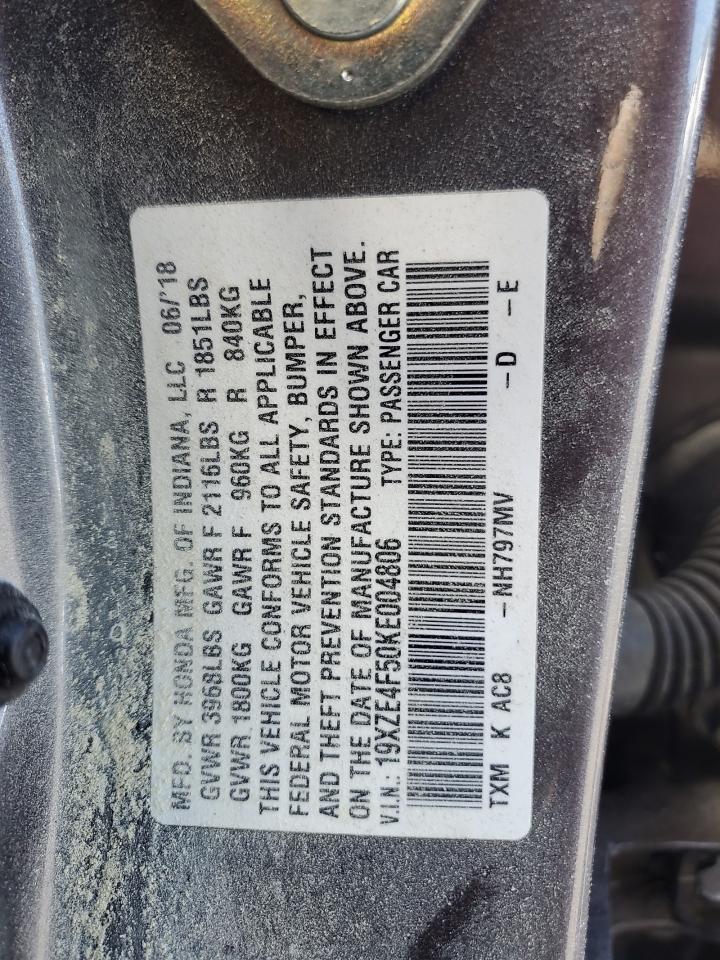 MFD. BY HONDA MFG. OF INDIANA, LLC 06/'18
GVWR 3968LBS GAWR F 2116LBS R 1851LBS
GVWR 1800KG GAWR F 960KG R 840KG
THIS VEHICLE CONFORMS TO ALL APPLICABLE
FEDERAL MOTOR VEHICLE SAFETY, BUMPER,
AND THEFT PREVENTION STANDARDS IN EFFECT
ON THE DATE OF MANUFACTURE SHOWN ABOVE.
V.I.N.: 19XZE4F50KE004806 TYPE: PASSENGER CAR
TXM K AC8 – NH797MV – D – E